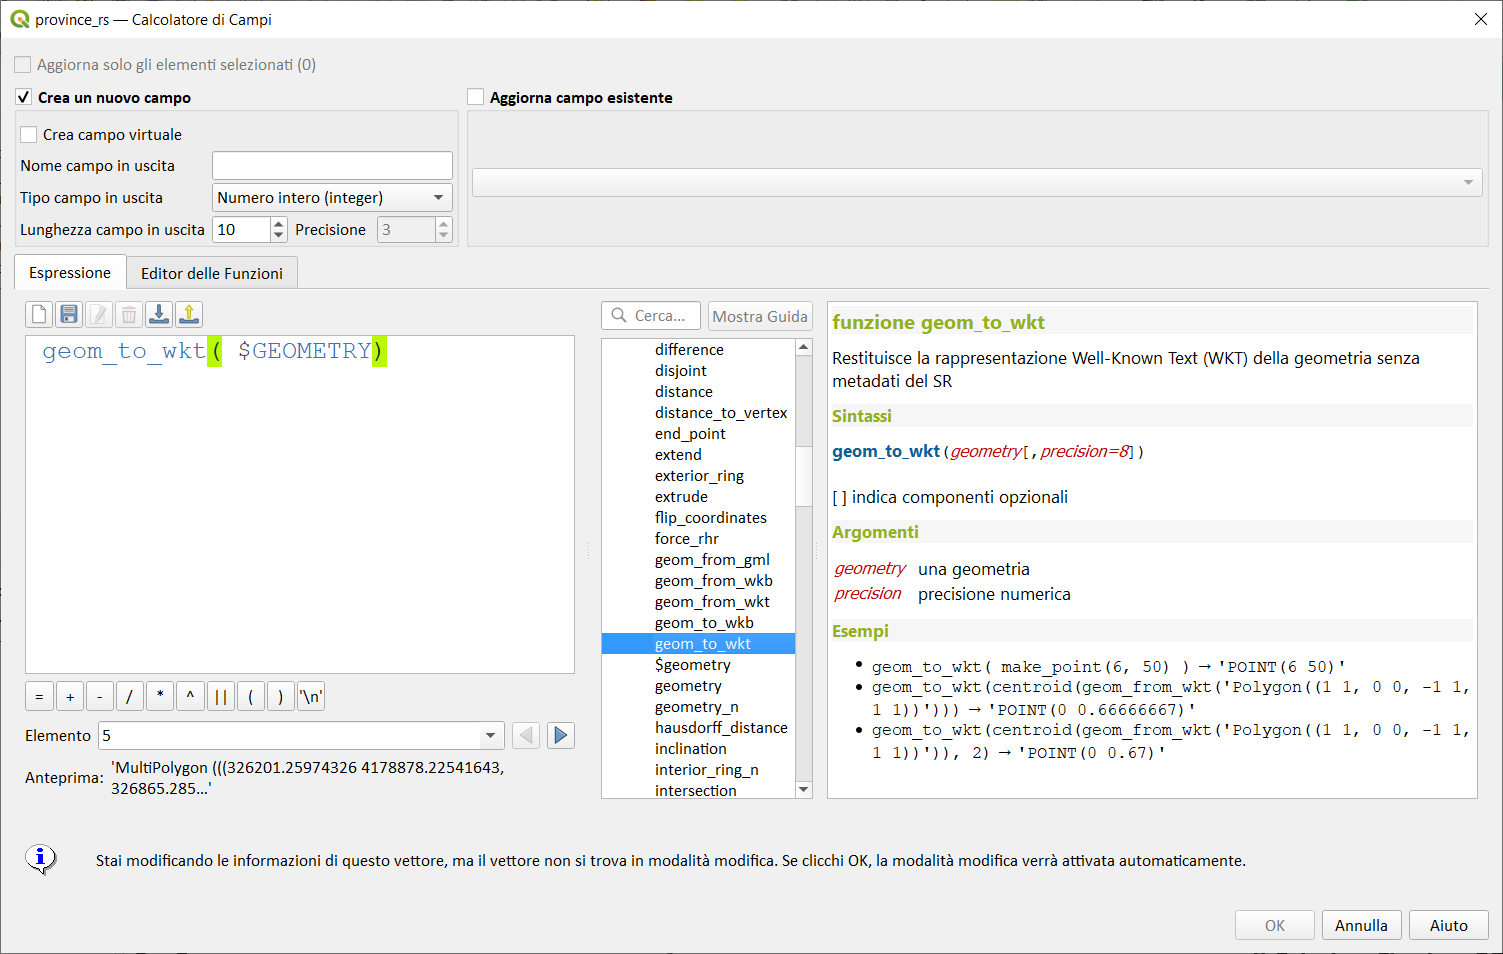 province_rs — Calcolatore di Campi
Aggiorna solo gli elementi selezionati (0)
Crea un nuovo campo
Aggiorna campo esistente
Crea campo virtuale
Nome campo in uscita
Tipo campo in uscita
Numero intero (integer)
Lunghezza campo in uscita
10
Precisione
3
Espressione
Editor delle Funzioni
geom_to_wkt( $GEOMETRY)
= + - / * ^ || ( ) '\n'
Elemento
5
Anteprima:
'MultiPolygon (((326201.25974326 4178878.22541643,
326865.285...'
Cerca...
Mostra Guida
difference
disjoint
distance
distance_to_vertex
end_point
extend
exterior_ring
extrude
flip_coordinates
force_rhr
geom_from_gml
geom_from_wkb
geom_from_wkt
geom_to_wkb
geom_to_wkt
$geometry
geometry
geometry_n
hausdorff_distance
inclination
interior_ring_n
intersection
funzione geom_to_wkt
Restituisce la rappresentazione Well-Known Text (WKT) della geometria senza
metadati del SR
Sintassi
geom_to_wkt(geometry[,precision=8])
[ ] indica componenti opzionali
Argomenti
geometry una geometria
precision precisione numerica
Esempi
• geom_to_wkt( make_point(6, 50) ) → 'POINT(6 50)'
• geom_to_wkt(centroid(geom_from_wkt('Polygon((1 1, 0 0, -1 1,
1 1))'))) → 'POINT(0 0.66666667)'
• geom_to_wkt(centroid(geom_from_wkt('Polygon((1 1, 0 0, -1 1,
1 1))')), 2) → 'POINT(0 0.67)'
Stai modificando le informazioni di questo vettore, ma il vettore non si trova in modalità modifica. Se clicchi OK, la modalità modifica verrà attivata automaticamente.
OK
Annulla
Aiuto